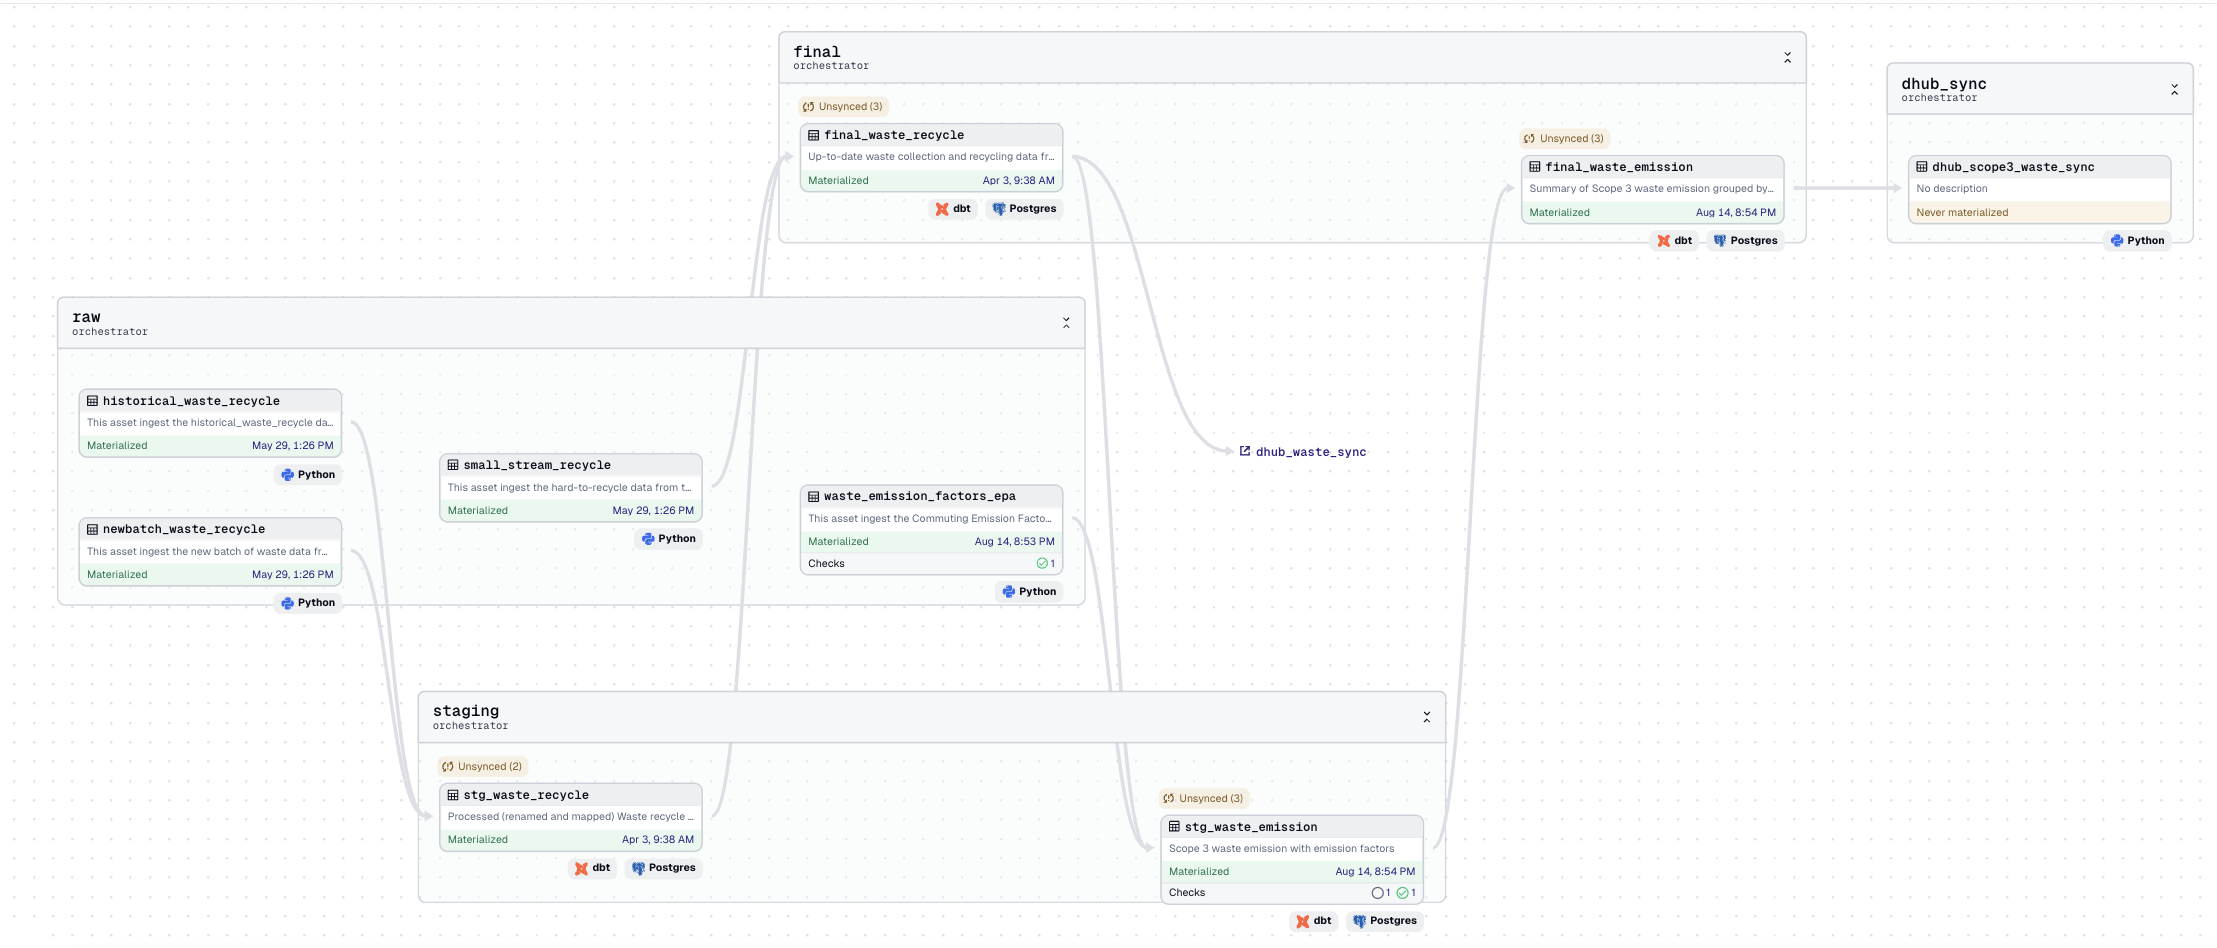 final
orchestrator
Unsynced (3)
final_waste_recycle
Up-to-date waste collection and recycling data fr...
Materialized Apr 3, 9:38 AM
dbt Postgres
Unsynced (3)
final_waste_emission
Summary of Scope 3 waste emission grouped by...
Materialized Aug 14, 8:54 PM
dbt Postgres
dhub_sync
orchestrator
dhub_scope3_waste_sync
No description
Never materialized
Python
raw
orchestrator
historical_waste_recycle
This asset ingest the historical_waste_recycle da...
Materialized May 29, 1:26 PM
Python
newbatch_waste_recycle
This asset ingest the new batch of waste data fr...
Materialized May 29, 1:26 PM
Python
small_stream_recycle
This asset ingest the hard-to-recycle data from t...
Materialized May 29, 1:26 PM
Python
waste_emission_factors_epa
This asset ingest the Commuting Emission Facto...
Materialized Aug 14, 8:53 PM
Checks 1
Python
dhub_waste_sync
staging
orchestrator
Unsynced (2)
stg_waste_recycle
Processed (renamed and mapped) Waste recycle ...
Materialized Apr 3, 9:38 AM
dbt Postgres
Unsynced (3)
stg_waste_emission
Scope 3 waste emission with emission factors
Materialized Aug 14, 8:54 PM
Checks 1 1
dbt Postgres